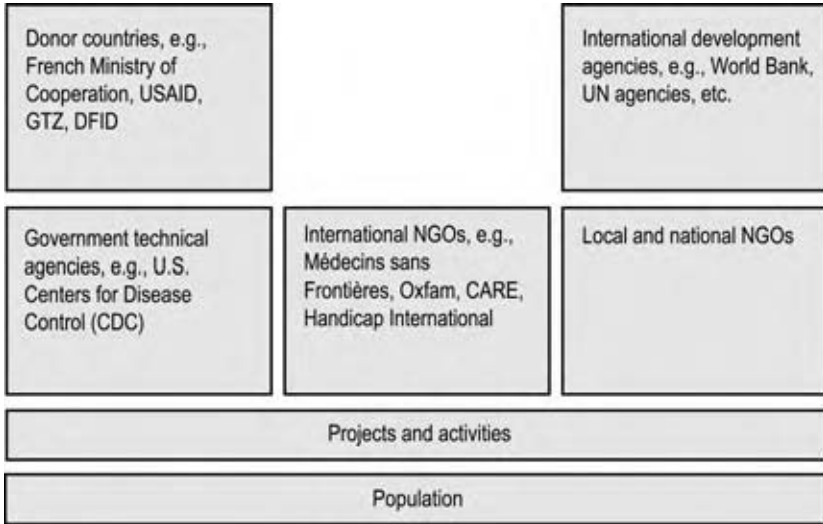 Donor countries, e.g.,
French Ministry of
Cooperation, USAID,
GTZ, DFID
International development
agencies, e.g., World Bank,
UN agencies, etc.
Government technical
agencies, e.g., U.S.
Centers for Disease
Control (CDC)
International NGOs, e.g.,
Médecins sans
Frontières, Oxfam, CARE,
Handicap International
Local and national NGOs
Projects and activities
Population